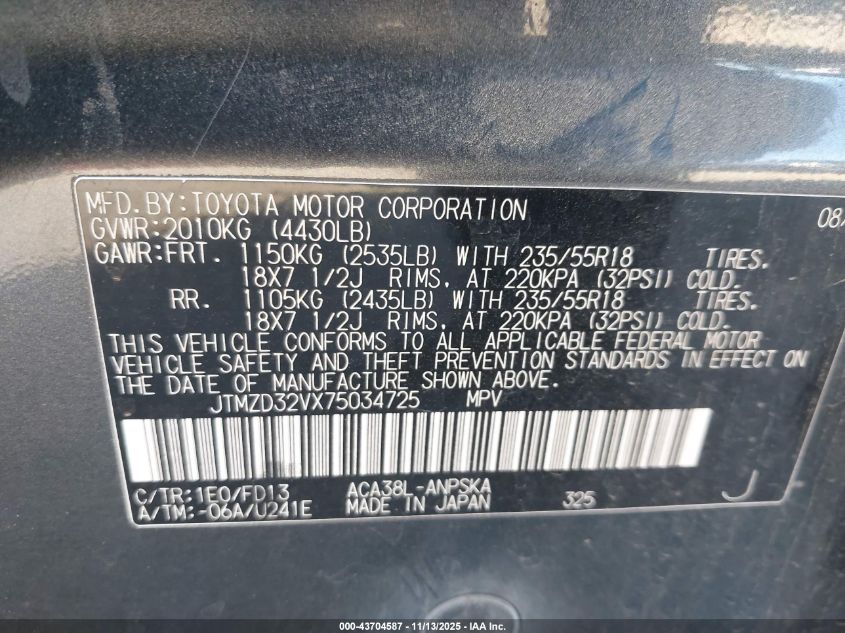 MFD.BY:TOYOTA MOTOR CORPORATION 08/
GVWR:2010KG (4430LB)
GAWR:FRT. 1150KG (2535LB) WITH 235/55R18 TIRES.
18X7 1/2J RIMS, AT 220KPA (32PSI) COLD.
RR. 1105KG (2435LB) WITH 235/55R18 TIRES.
18X7 1/2J RIMS, AT 220KPA (32PSI) COLD.
THIS VEHICLE CONFORMS TO ALL APPLICABLE FEDERAL MOTOR
VEHICLE SAFETY AND THEFT PREVENTION STANDARDS IN EFFECT ON
THE DATE OF MANUFACTURE SHOWN ABOVE.
JTMZD32VX75034725 MPV
C/TR:1E0/FD13 ACA38L-ANPSKA
A/TM:-06A/U241E MADE IN JAPAN 325 J
000-43704587 - 11/13/2025 - IAA Inc.